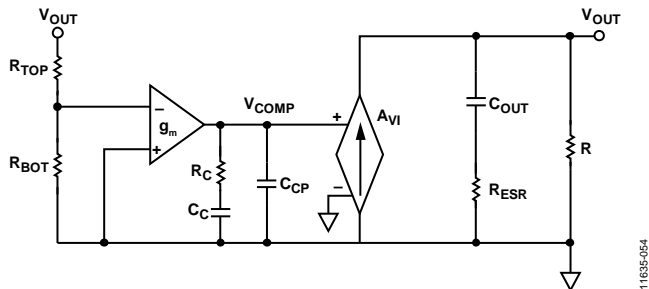 VOUT
RTOP
RBOT
−
gm
+
VCOMP
RC
CC
CCP
+
AVI
−
COUT
RESR
VOUT
R
11635-054